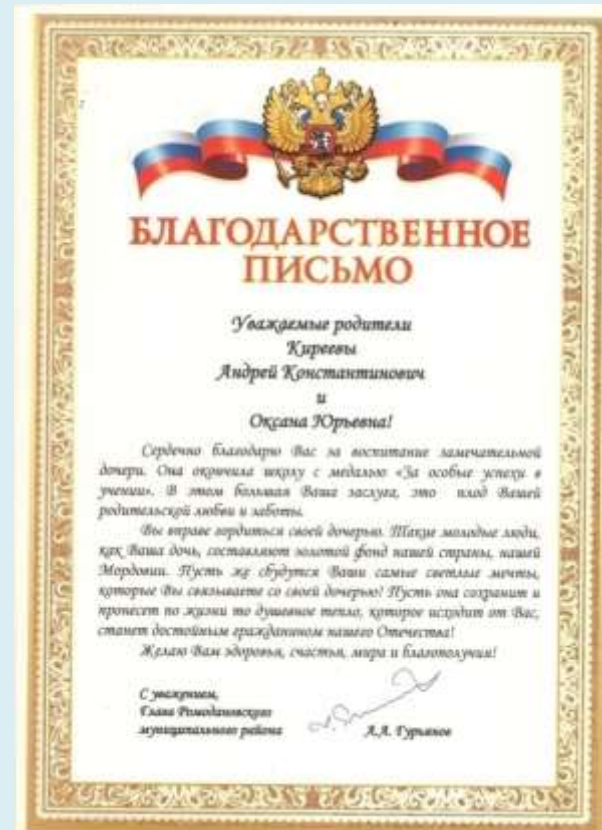 БЛАГОДАРСТВЕННОЕ
ПИСЬМО
Уважаемые родители
Киреевы
Андрей Константинович
и
Оксана Юрьевна!
Сердечно благодарю Вас за воспитание замечательной
дочери. Она окончила школу с медалью «За особые успехи в
учении». В этом большая Ваша заслуга, это плод Вашей
родительской любви и заботы.
Вы вправе гордиться своей дочерью. Такие молодые люди,
как Ваша дочь, составляют золотой фонд нашей страны, нашей
Мордовии. Пусть же сбудутся Ваши самые светлые мечты,
которые Вы связываете со своей дочерью! Пусть она сохранит и
пронесет по жизни то душевное тепло, которое исходит от Вас,
станет достойным гражданином нашего Отечества!
Желаю Вам здоровья, счастья, мира и благополучия!
С уважением,
Глава Ромодановского
муниципального района А.А. Гурьянов